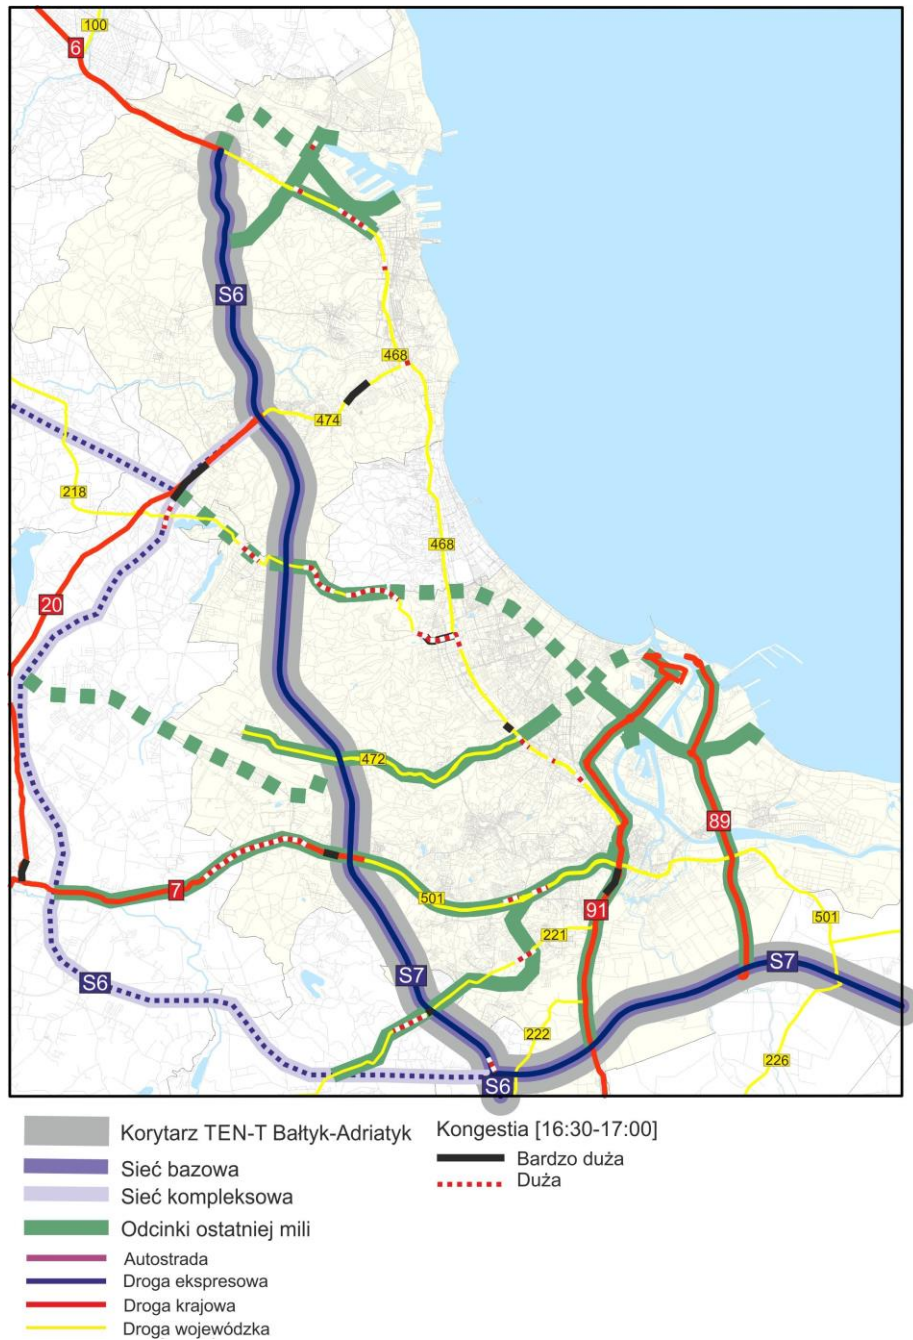 100
6
S6
468
474
218
468
20
472
89
7
501
91
501
221
S7
S7
S6
222
226
S6
Korytarz TEN-T Bałtyk-Adriatyk
Sieć bazowa
Sieć kompleksowa
Odcinki ostatniej mili
Autostrada
Droga ekspresowa
Droga krajowa
Droga wojewódzka
Kongestia [16:30-17:00]
Bardzo duża
Duża